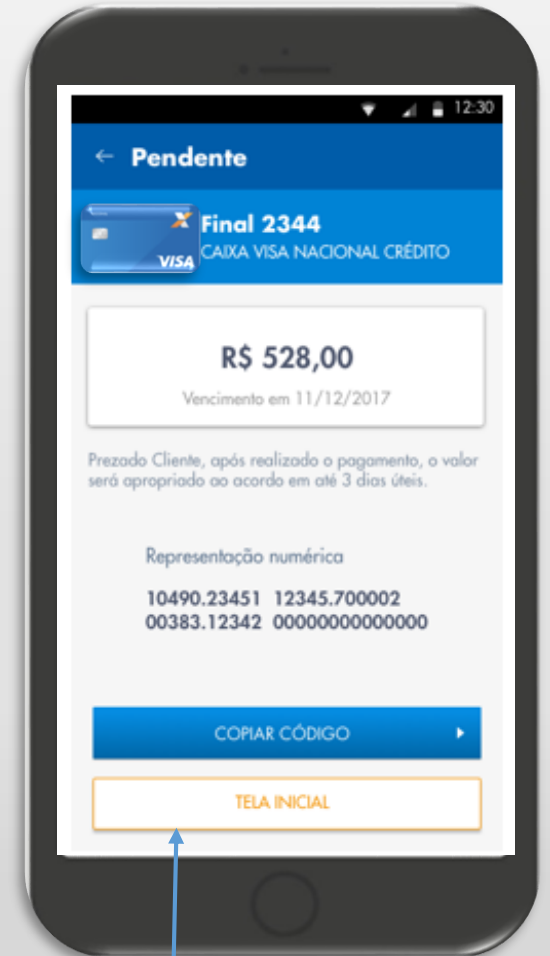 12:30
← Pendente
X
VISA
Final 2344
CAIXA VISA NACIONAL CRÉDITO
R$ 528,00
Vencimento em 11/12/2017
Prezado Cliente, após realizado o pagamento, o valor
será apropriado ao acordo em até 3 dias úteis.
Representação numérica
10490.23451 12345.700002
00383.12342 00000000000000
COPIAR CÓDIGO
TELA INICIAL